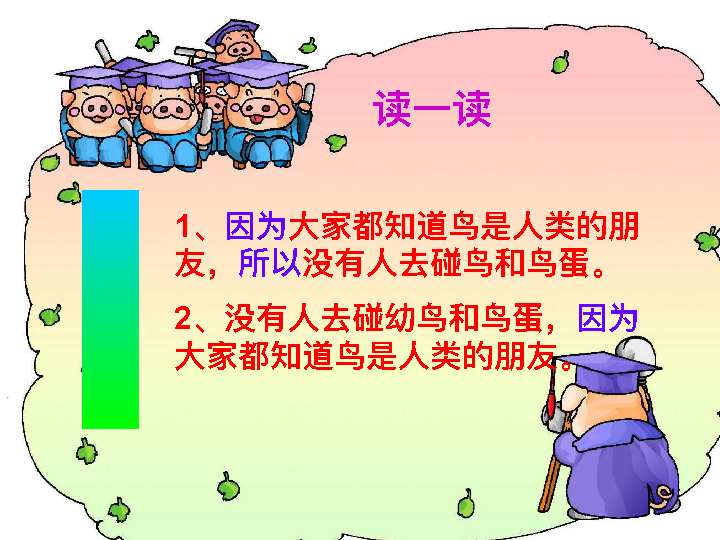 读一读
1、因为大家都知道鸟是人类的朋
友，所以没有人去碰鸟和鸟蛋。
2、没有人去碰幼鸟和鸟蛋，因为
大家都知道鸟是人类的朋友。